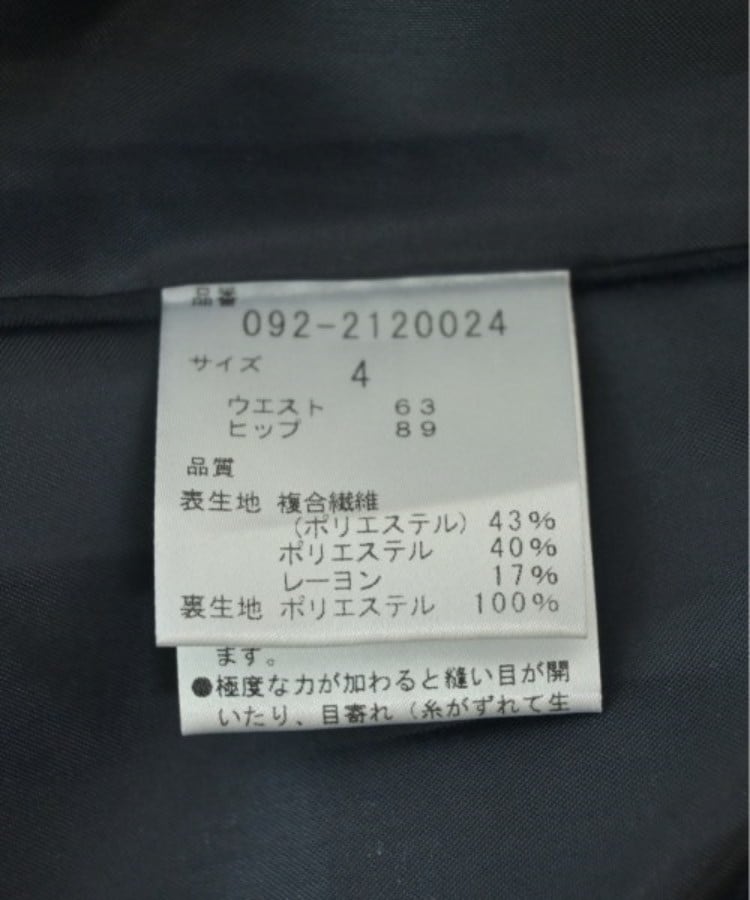 品番
092-2120024
サイズ 4
ウエスト 63
ヒップ 89
品質
表生地 複合繊維
(ポリエステル) 43%
ポリエステル 40%
レーヨン 17%
裏生地 ポリエステル 100%
ます。
●極度な力が加わると縫い目が開
いたり、目寄れ（糸がずれて生